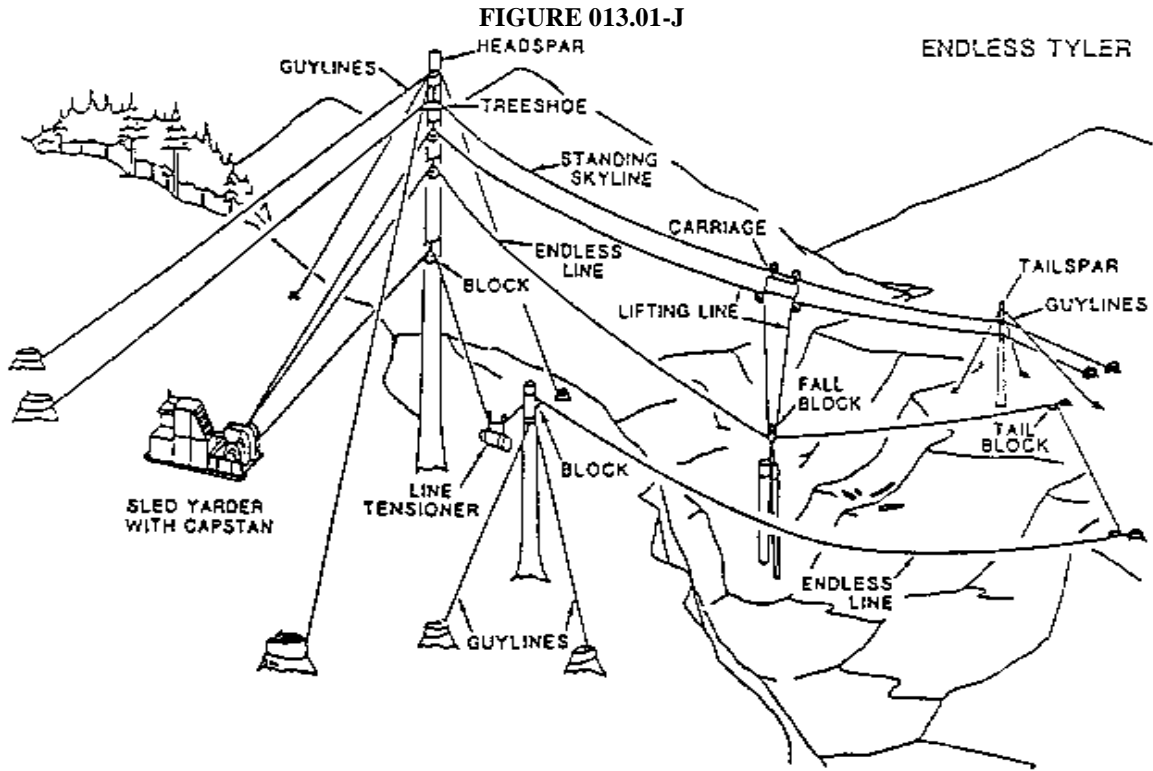 FIGURE 013.01-J
ENDLESS TYLER
HEADSPAR
GUYLINES
TREESHOE
STANDING
SKYLINE
CARRIAGE
ENDLESS
LINE
TAILSPAR
BLOCK
GUYLINES
LIFTING LINE
FALL
BLOCK
TAIL
BLOCK
BLOCK
LINE
TENSIONER
SLED YARDER
WITH CAPSTAN
ENDLESS
LINE
GUYLINES